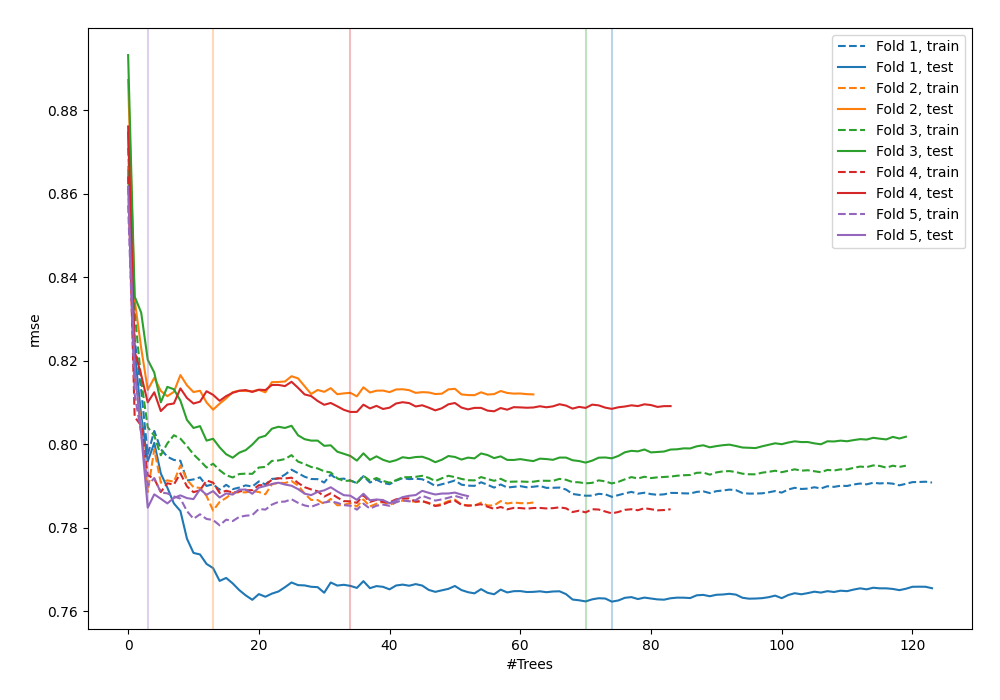 Fold 1, train
Fold 1, test
Fold 2, train
Fold 2, test
Fold 3, train
Fold 3, test
Fold 4, train
Fold 4, test
Fold 5, train
Fold 5, test
rmse
0.88
0.86
0.84
0.82
0.80
0.78
0.76
0 20 40 60 80 100 120
#Trees